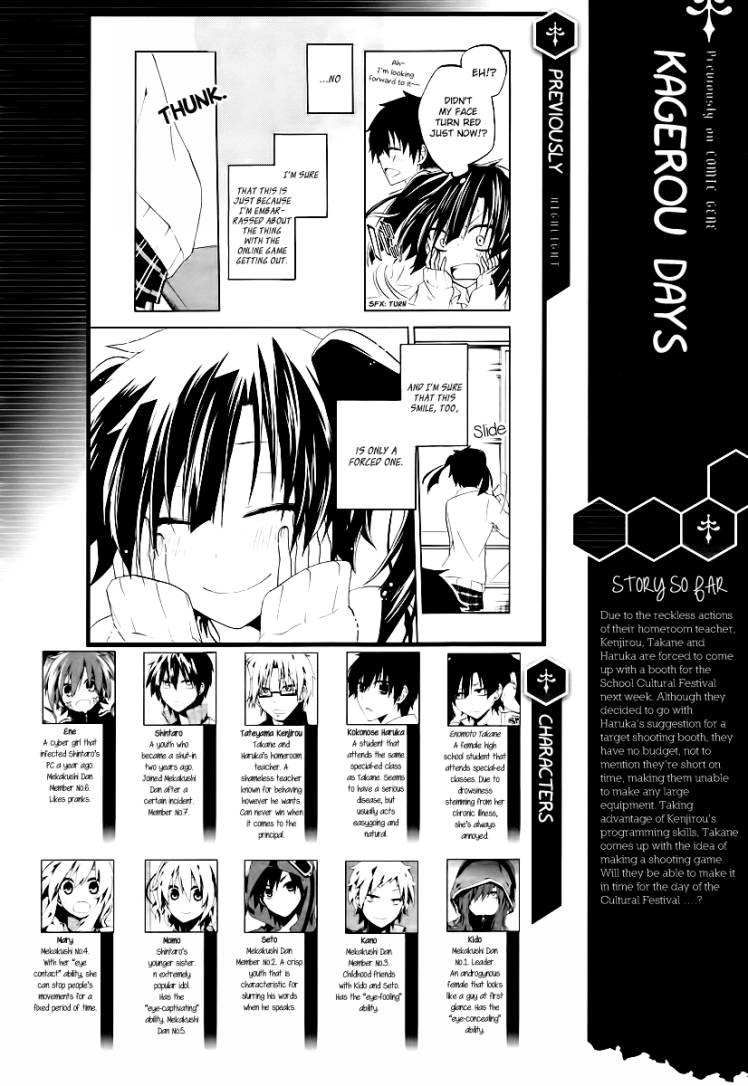 Previously on COMIC GENE
KAGEROU DAYS
PREVIOUSLY
HIGHLIGHT
Ah~
I'm looking
forward to it~
EH!?
DIDN'T
MY FACE
TURN RED
JUST NOW!?
SFX: TURN
...NO
I'M SURE
THAT THIS IS
JUST BECAUSE
I'M EMBAR-
RASSED ABOUT
THE THING
WITH THE
ONLINE GAME
GETTING OUT.
THUNK.
AND I'M SURE
THAT THIS
SMILE, TOO,
Slide
IS ONLY A
FORCED ONE.
STORY SO FAR
Due to the reckless actions
of their homeroom teacher,
Kenjirou, Takane and
Haruka are forced to come
up with a booth for the
School Cultural Festival
next week. Although they
decided to go with
Haruka's suggestion for a
target shooting booth, they
have no budget, not to
mention they're short on
time, making them unable
to make any large
equipment. Taking
advantage of Kenjirou's
programming skills, Takane
comes up with the idea of
making a shooting game.
Will they be able to make it
in time for the day of the
Cultural Festival ....?
CHARACTERS
Enomoto Takane
A female high
school student that
attends special-ed
classes. Due to
drowsiness
stemming from her
chronic illness,
she's always
annoyed.
Kokonose Haruka
A student that
attends the same
special-ed class
as Takane. Seems
to have a serious
disease, but
usually acts
easygoing and
natural.
Tateyama Kenjirou
Takane and
Haruka's homeroom
teacher. A
shameless teacher
known for behaving
however he wants.
Can never win when
it comes to the
principal.
Shintaro
A youth who
became a shut-in
two years ago.
Joined Mekakushi
Dan after a
certain incident.
Member No.7.
Ene
A cyber girl that
infected Shintaro's
PC a year ago.
Mekakushi Dan
Member No.6.
Likes pranks.
Kido
Mekakushi Dan
No.1. Leader.
An androgynous
female that looks
like a guy at first
glance. Has the
"eye-concealing"
ability.
Kano
Mekakushi Dan
Member No.3.
Childhood friends
with Kido and Seto.
Has the "eye-fooling"
ability.
Seto
Mekakushi Dan
Member No.2. A crisp
youth that is
characteristic for
slurring his words
when he speaks.
Momo
Shintaro's
younger sister.
n extremely
popular idol.
Has the
"eye-captivating"
ability. Mekakushi
Dan No.5.
Mary
Mekakushi No.4.
With her "eye
contact" ability, she
can stop people's
movements for a
fixed period of time.